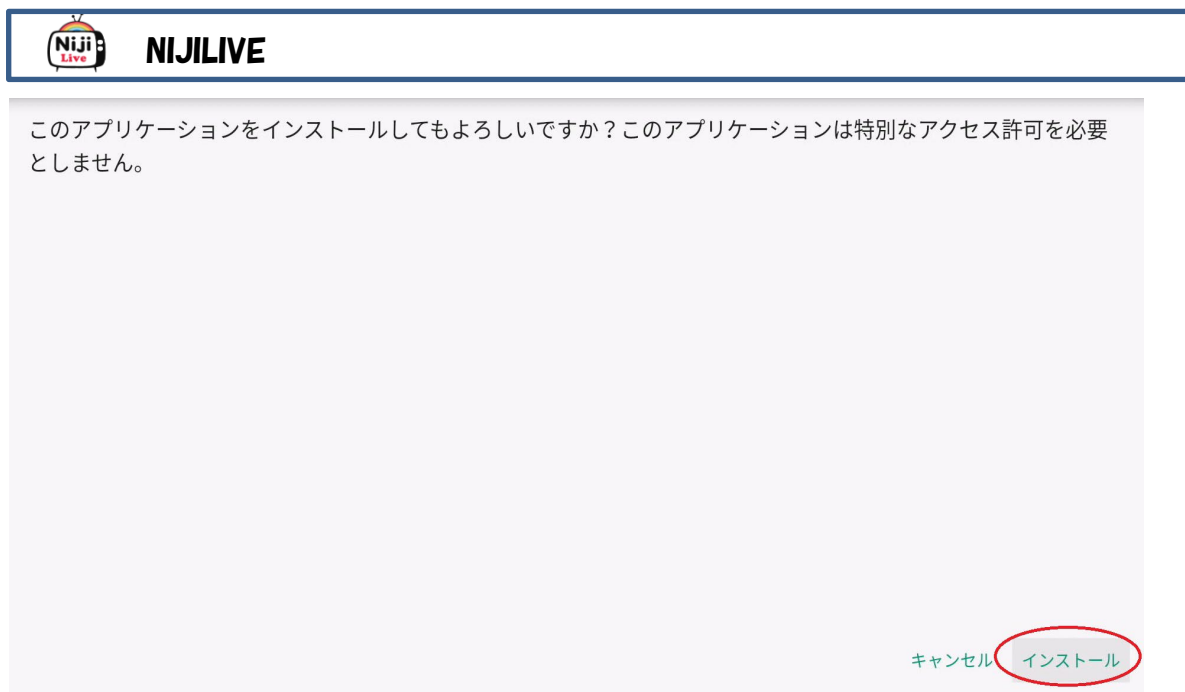 Niji
Live
NIJILIVE
このアプリケーションをインストールしてもよろしいですか？このアプリケーションは特別なアクセス許可を必要
としません。
キャンセル インストール